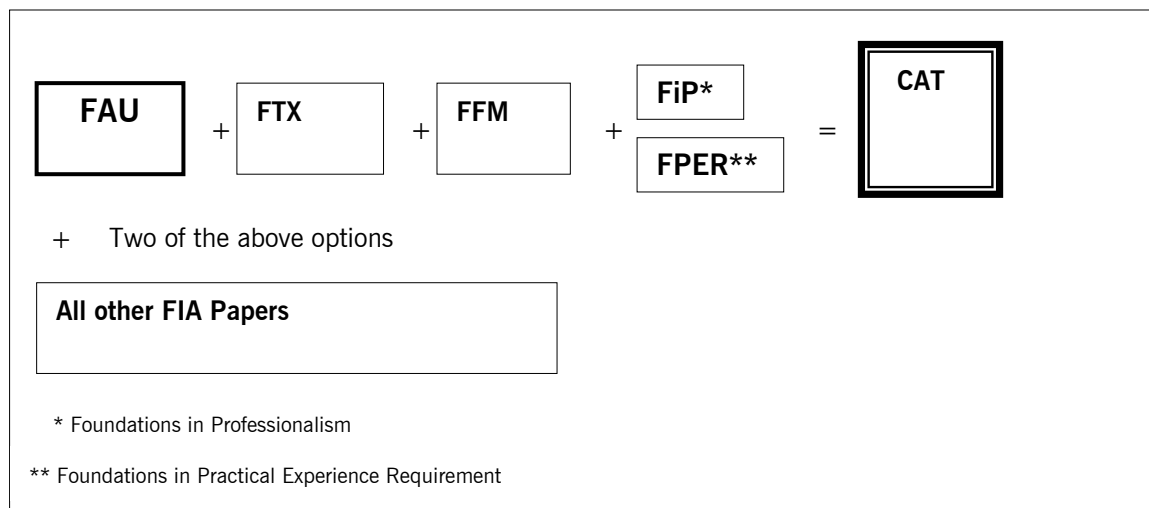 FAU + FTX + FFM + FiP* = CAT
FPER**
+ Two of the above options
All other FIA Papers
* Foundations in Professionalism
** Foundations in Practical Experience Requirement